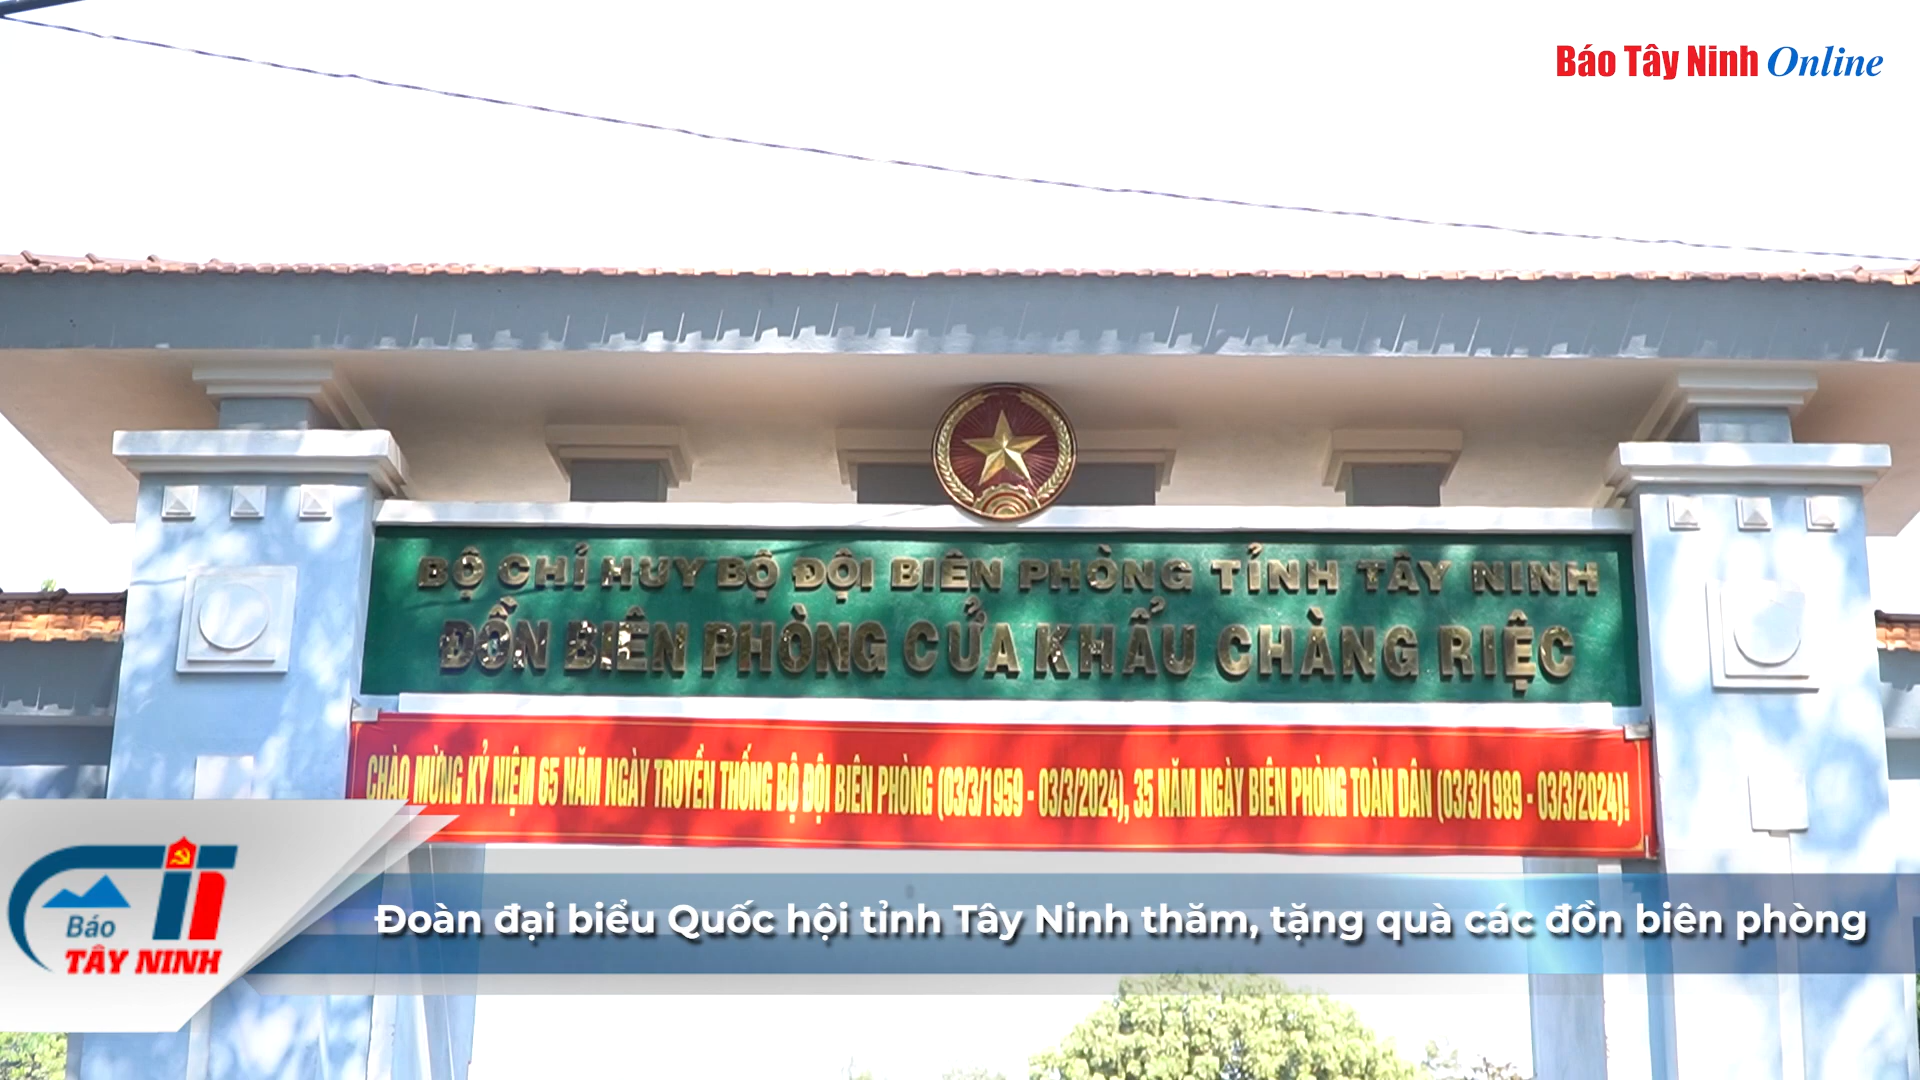 Báo Tây Ninh Online
BỘ CHỈ HUY BỘ ĐỘI BIÊN PHÒNG TỈNH TÂY NINH
ĐỒN BIÊN PHÒNG CỬA KHẨU CHÀNG RIỆC
CHÀO MỪNG KỶ NIỆM 65 NĂM NGÀY TRUYỀN THỐNG BỘ ĐỘI BIÊN PHÒNG (03/3/1959 - 03/3/2024), 35 NĂM NGÀY BIÊN PHÒNG TOÀN DÂN (03/3/1989 - 03/3/2024)!
Đoàn đại biểu Quốc hội tỉnh Tây Ninh thăm, tặng quà các đồn biên phòng
Báo
TÂY NINH